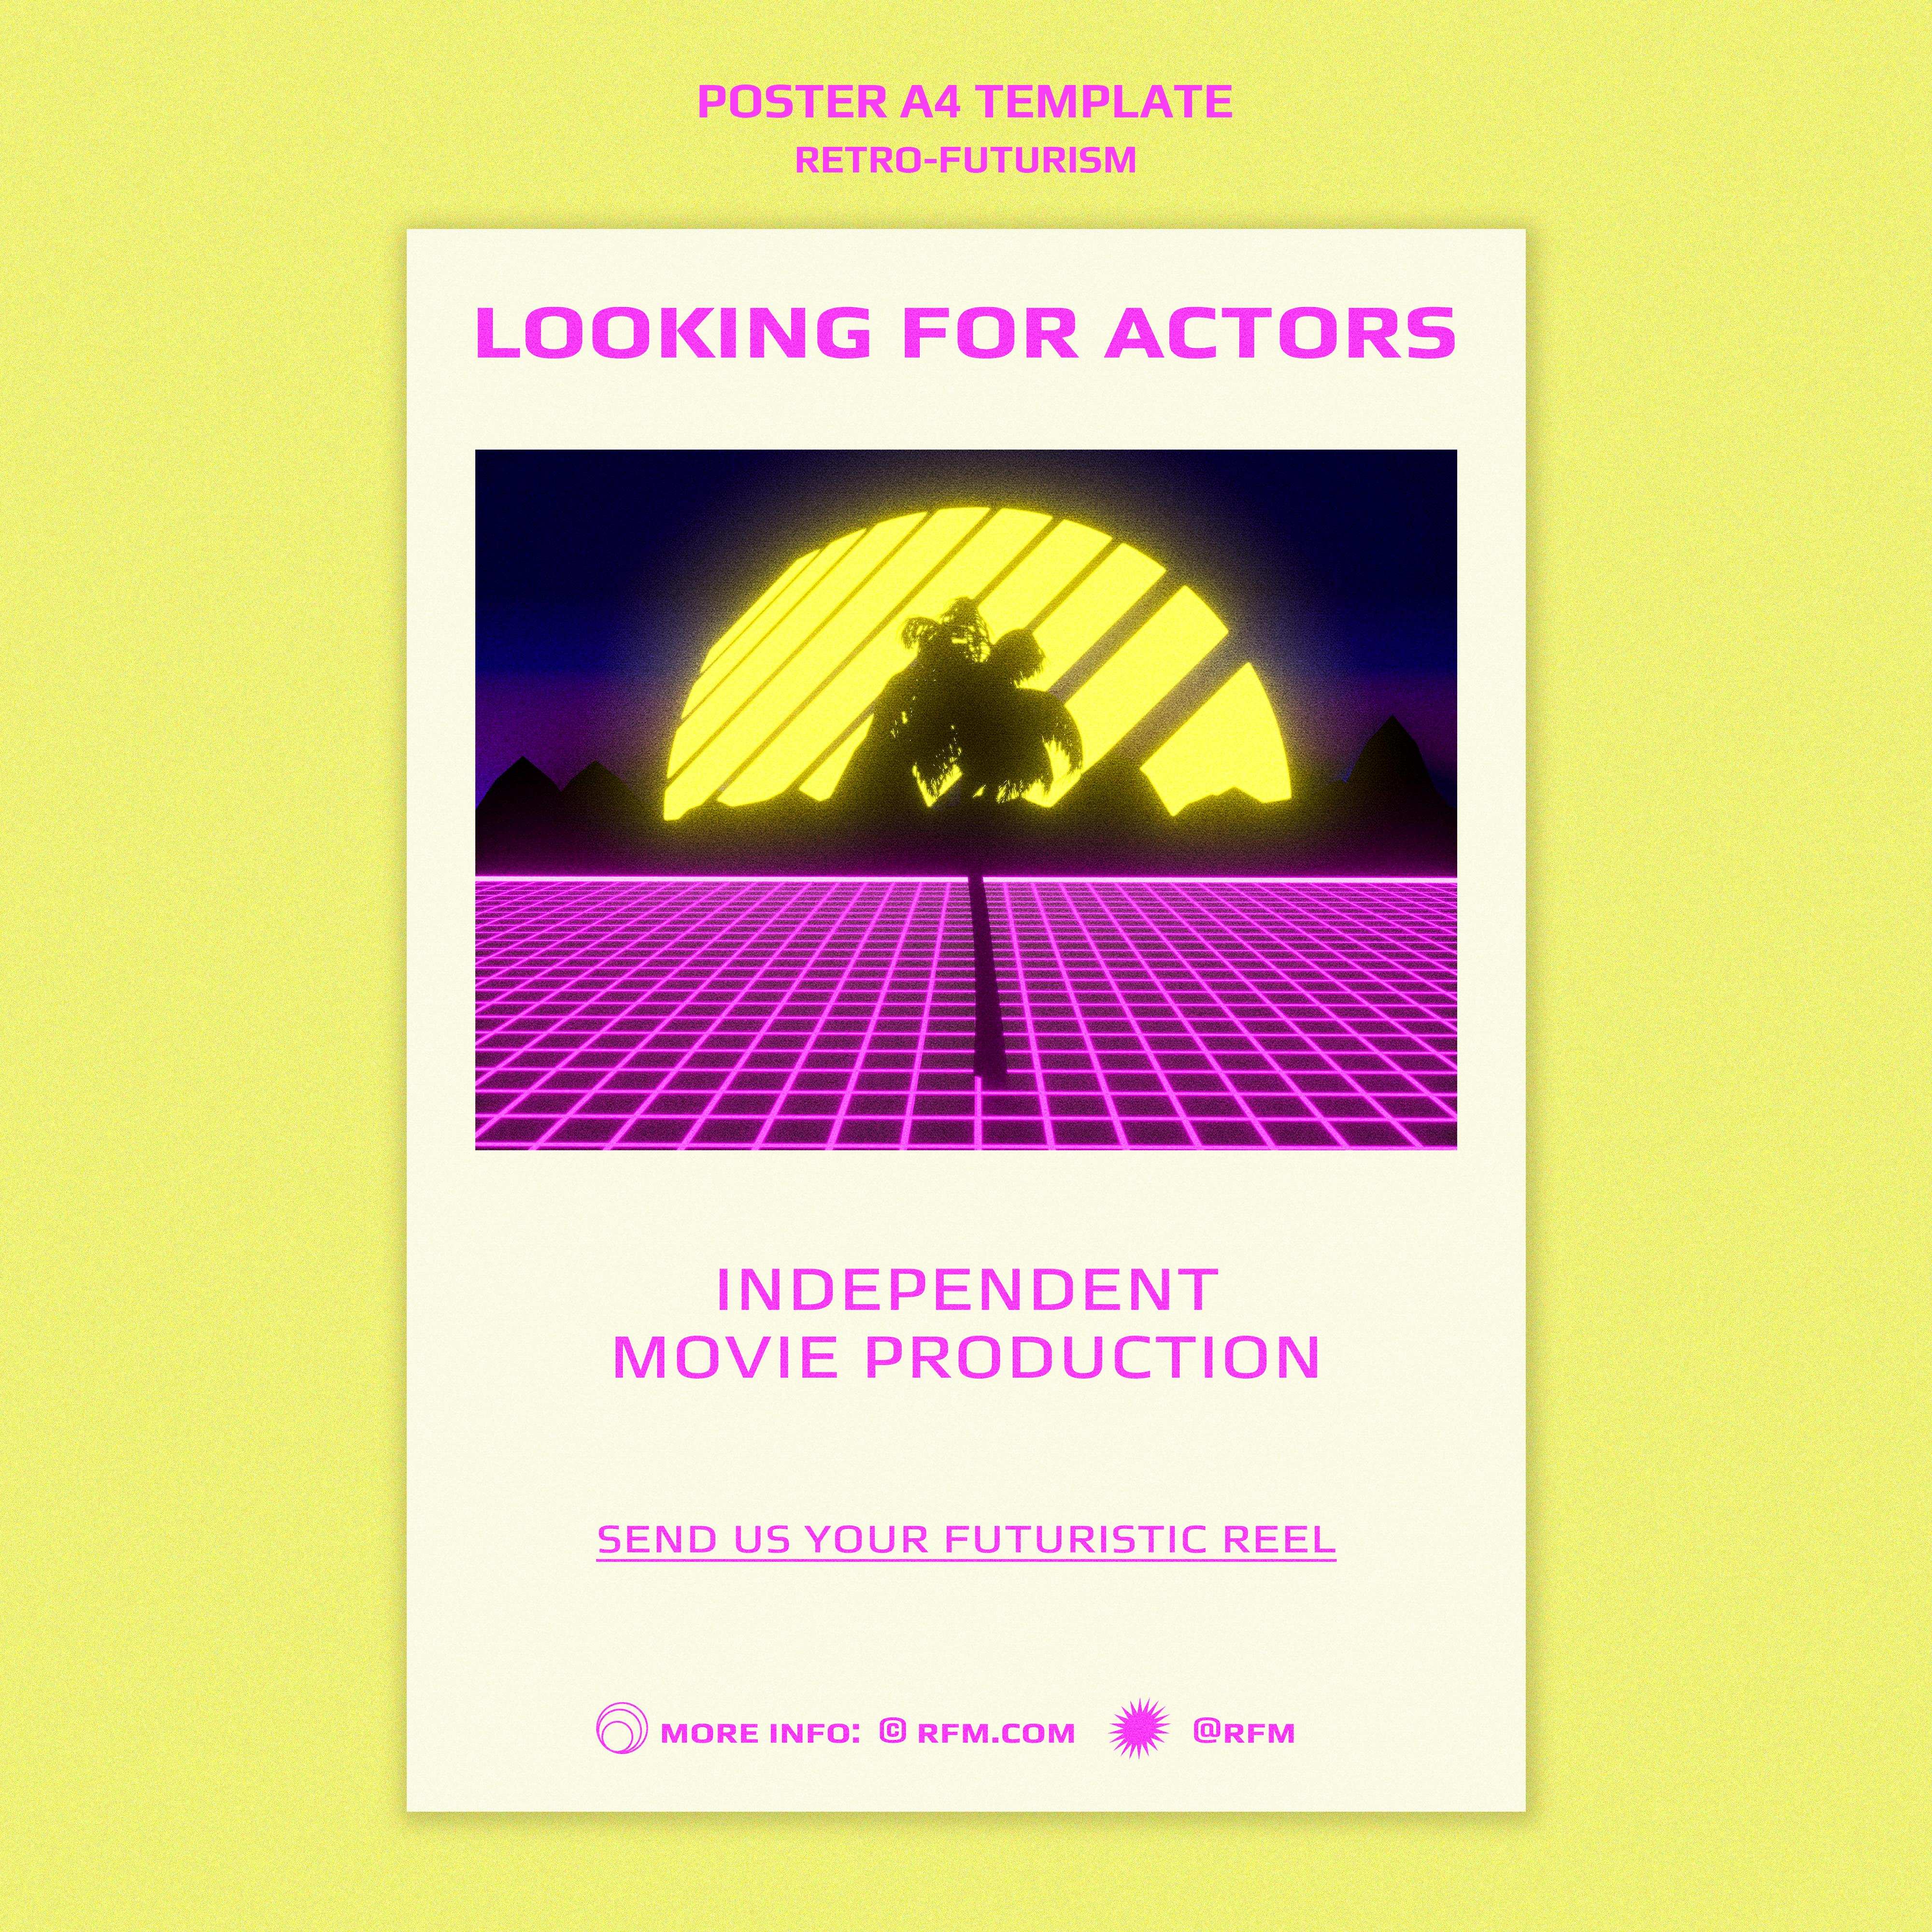 POSTER A4 TEMPLATE
RETRO-FUTURISM
LOOKING FOR ACTORS
INDEPENDENT
MOVIE PRODUCTION
SEND US YOUR FUTURISTIC REEL
MORE INFO: © RFM.COM @RFM